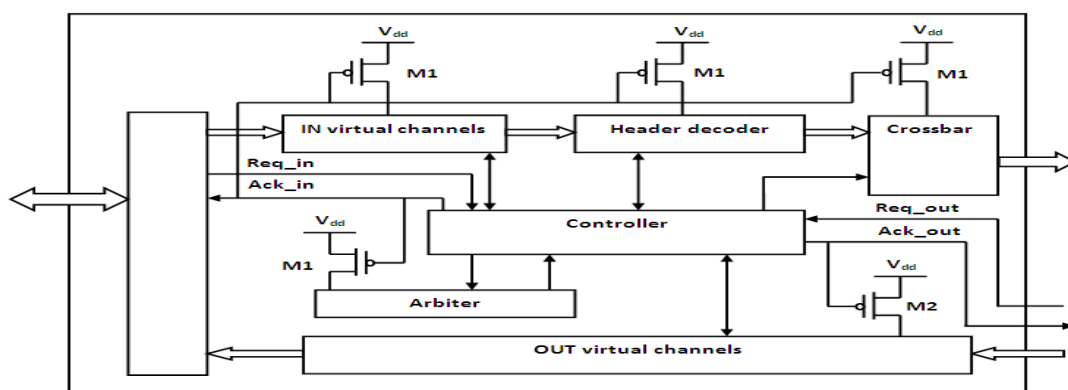 Vdd Vdd Vdd
M1 M1 M1
IN virtual channels Header decoder Crossbar
Req_in
Ack_in
Req_out
Controller
Vdd
Ack_out
M1
Vdd
Arbiter
M2
OUT virtual channels